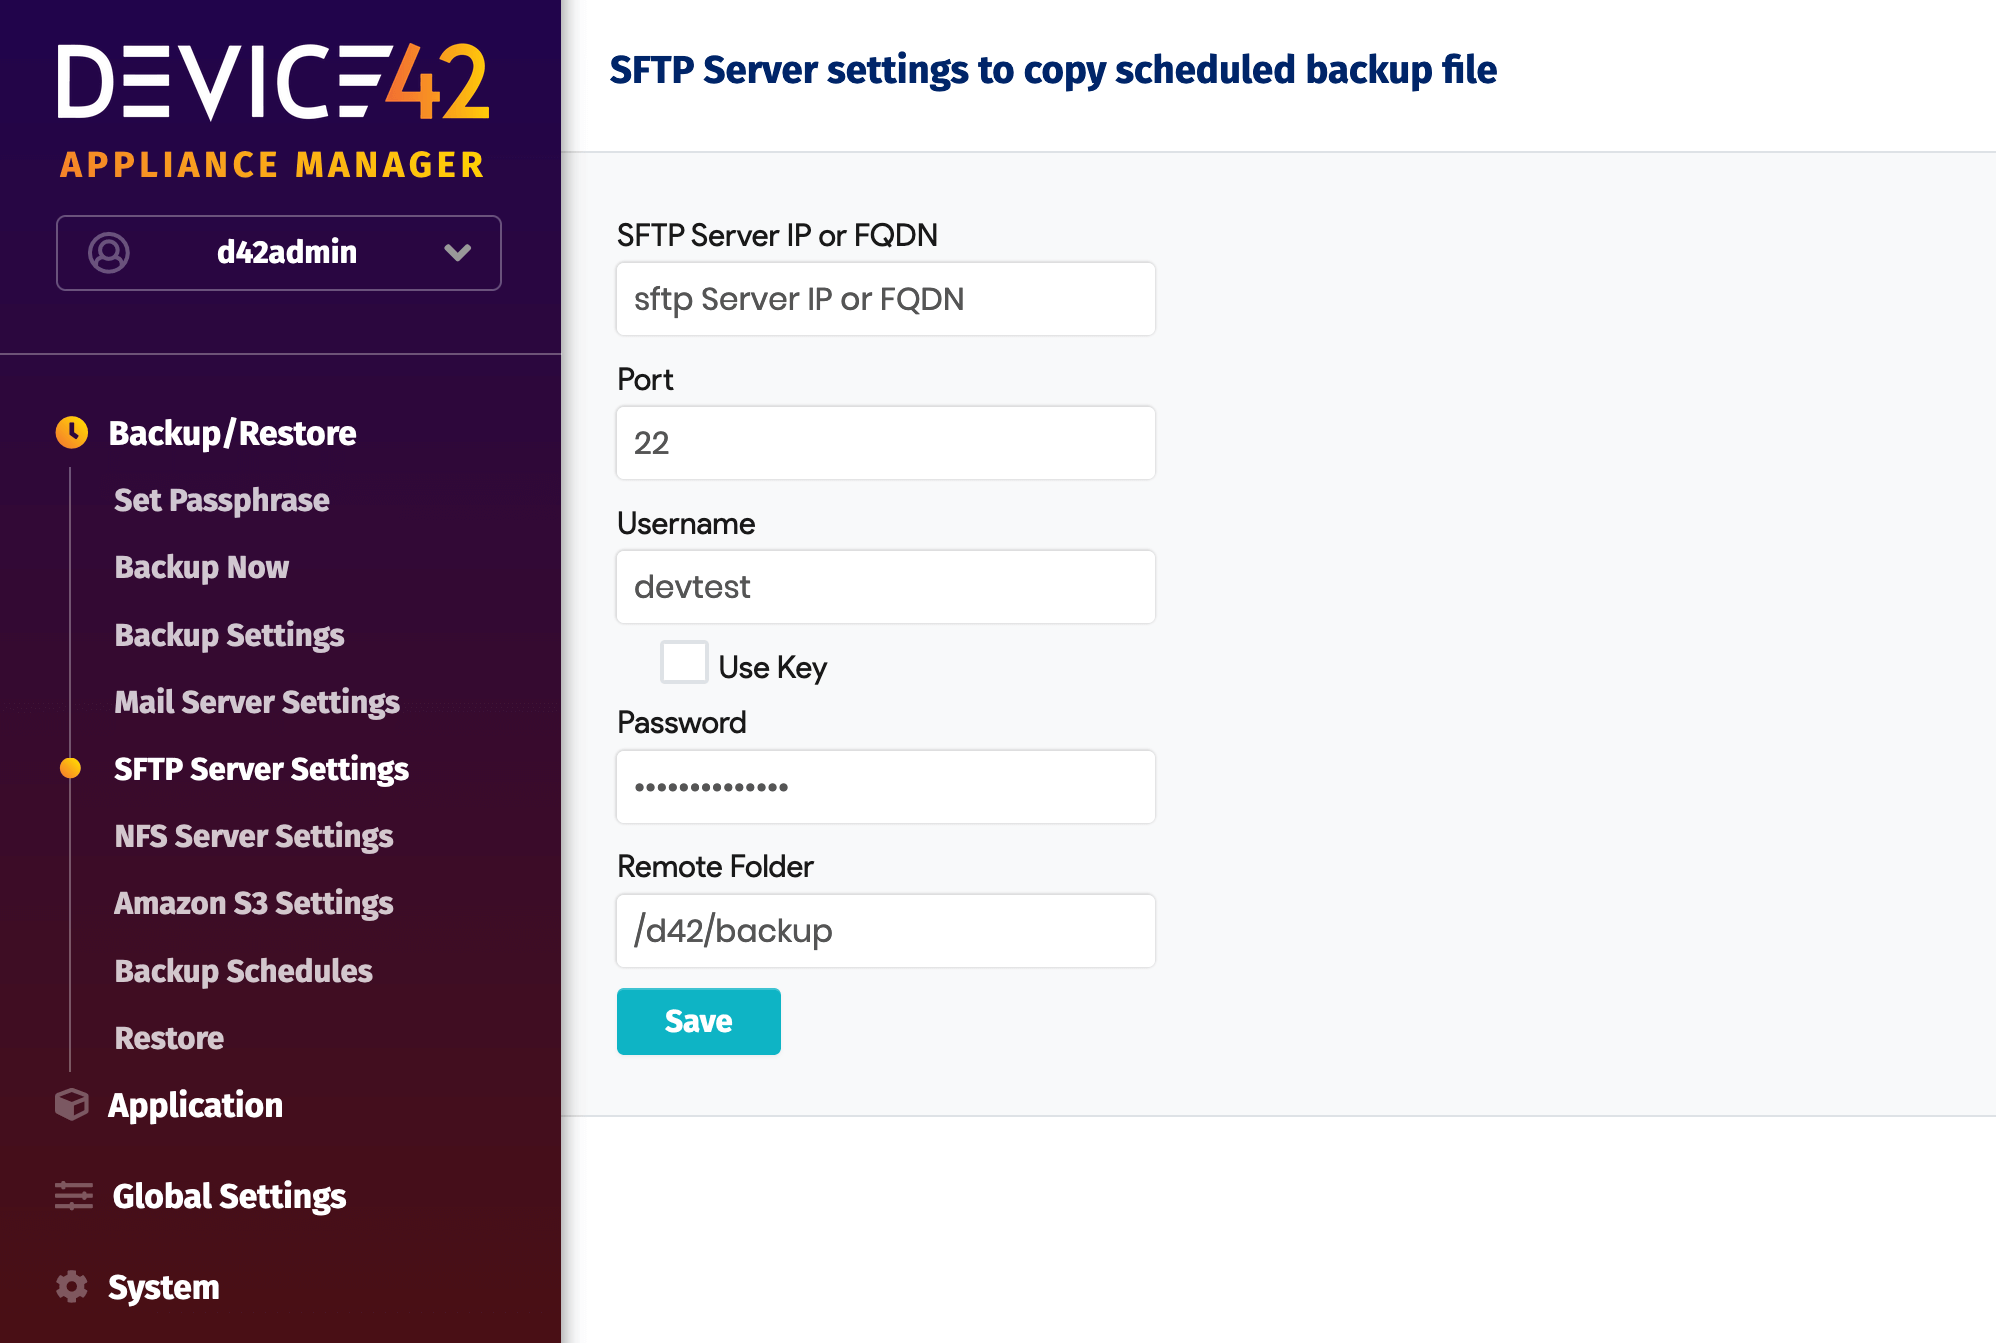 DEVICE42
APPLIANCE MANAGER
d42admin
Backup/Restore
Set Passphrase
Backup Now
Backup Settings
Mail Server Settings
SFTP Server Settings
NFS Server Settings
Amazon S3 Settings
Backup Schedules
Restore
Application
Global Settings
System
SFTP Server settings to copy scheduled backup file
SFTP Server IP or FQDN
sftp Server IP or FQDN
Port
22
Username
devtest
Use Key
Password
••••••••••••••
Remote Folder
/d42/backup
Save